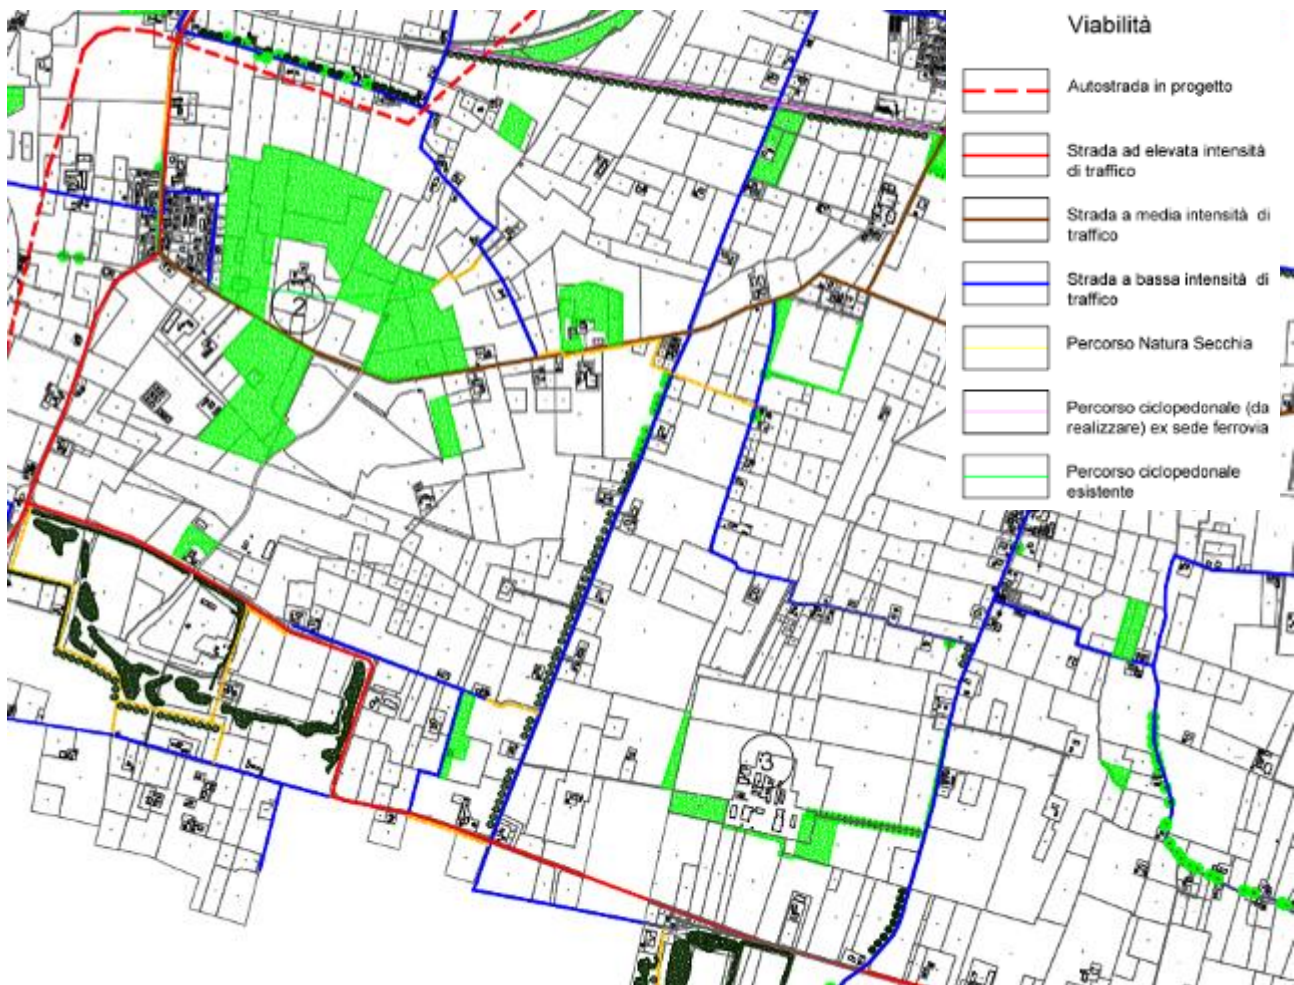 Viabilità
Autostrada in progetto
Strada ad elevata intensità
di traffico
Strada a media intensità di
traffico
Strada a bassa intensità di
traffico
Percorso Natura Secchia
Percorso ciclopedonale (da
realizzare) ex sede ferrovia
Percorso ciclopedonale
esistente
2
3